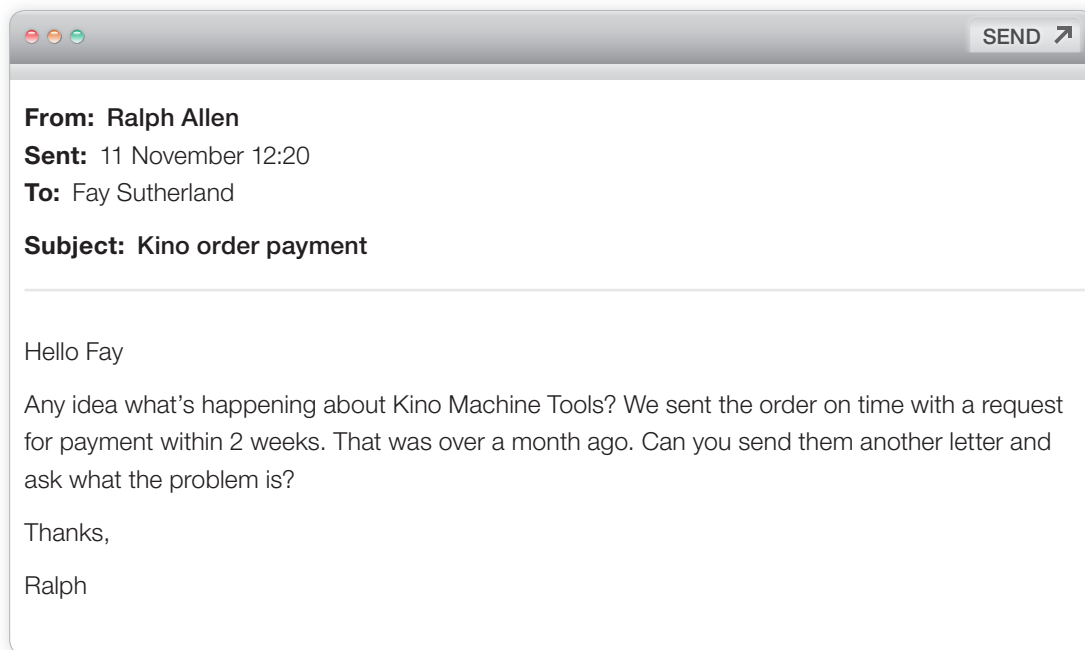 SEND
From: Ralph Allen
Sent: 11 November 12:20
To: Fay Sutherland
Subject: Kino order payment
Hello Fay
Any idea what’s happening about Kino Machine Tools? We sent the order on time with a request
for payment within 2 weeks. That was over a month ago. Can you send them another letter and
ask what the problem is?
Thanks,
Ralph